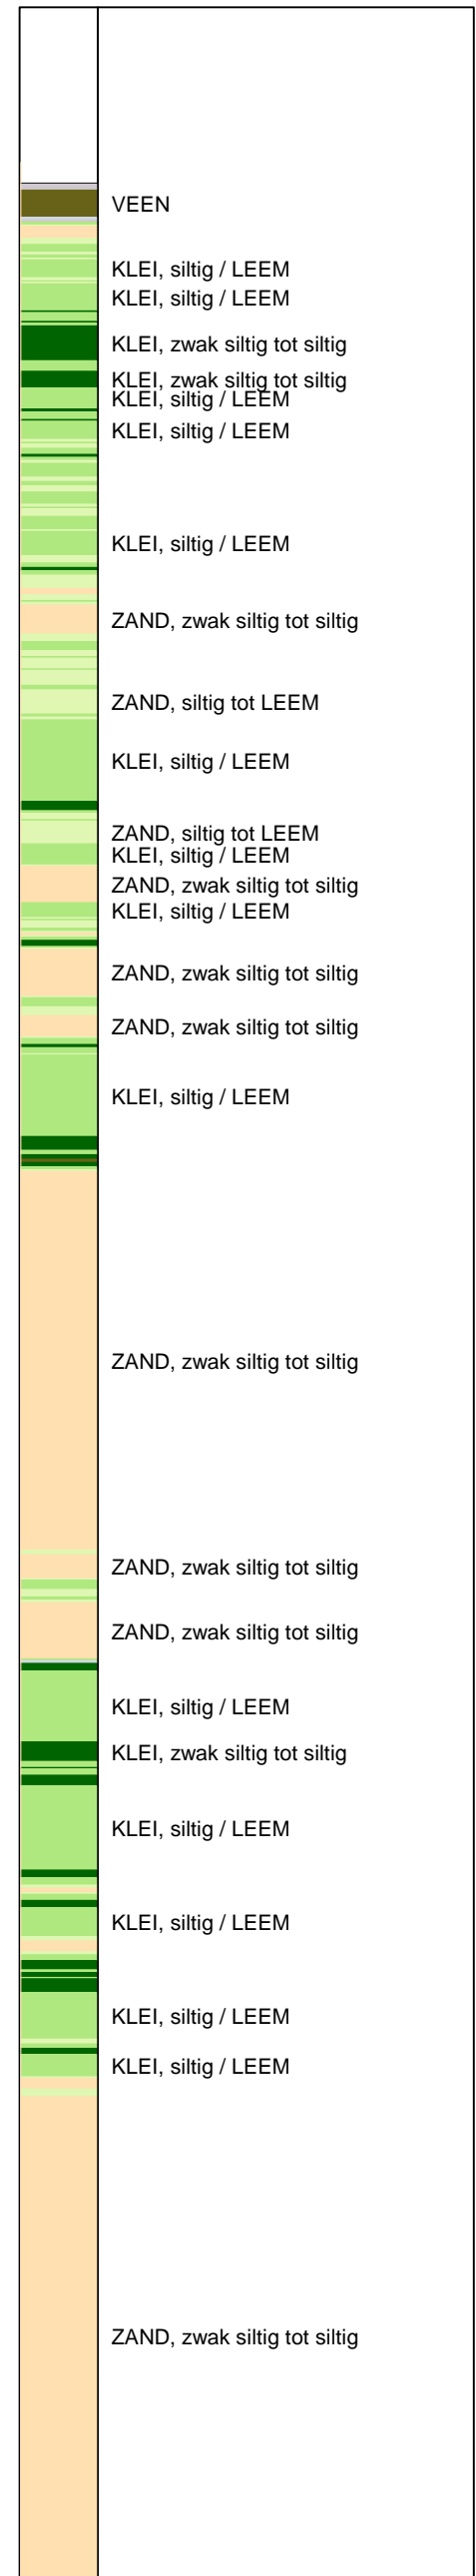 VEEN
KLEI, siltig / LEEM
KLEI, siltig / LEEM
KLEI, zwak siltig tot siltig
KLEI, zwak siltig tot siltig
KLEI, siltig / LEEM
KLEI, siltig / LEEM
KLEI, siltig / LEEM
ZAND, zwak siltig tot siltig
ZAND, siltig tot LEEM
KLEI, siltig / LEEM
ZAND, siltig tot LEEM
KLEI, siltig / LEEM
ZAND, zwak siltig tot siltig
KLEI, siltig / LEEM
ZAND, zwak siltig tot siltig
ZAND, zwak siltig tot siltig
KLEI, siltig / LEEM
ZAND, zwak siltig tot siltig
ZAND, zwak siltig tot siltig
ZAND, zwak siltig tot siltig
KLEI, siltig / LEEM
KLEI, zwak siltig tot siltig
KLEI, siltig / LEEM
KLEI, siltig / LEEM
KLEI, siltig / LEEM
KLEI, siltig / LEEM
ZAND, zwak siltig tot siltig